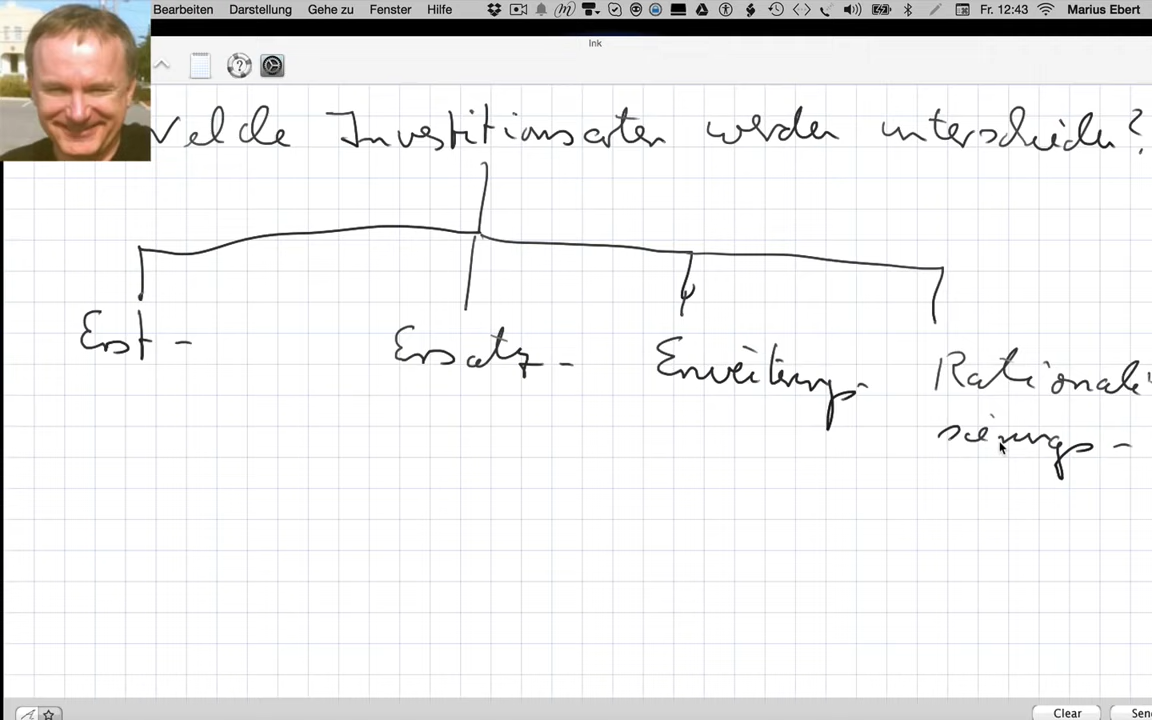 Bearbeiten Darstellung Gehe zu Fenster Hilfe Fr. 12:43 Marius Ebert
Ink
Welche Investitionsarten werden unterschieden?
Erst - Ersatz - Erweiterungs- Rationali
sierungs -
Clear Sen